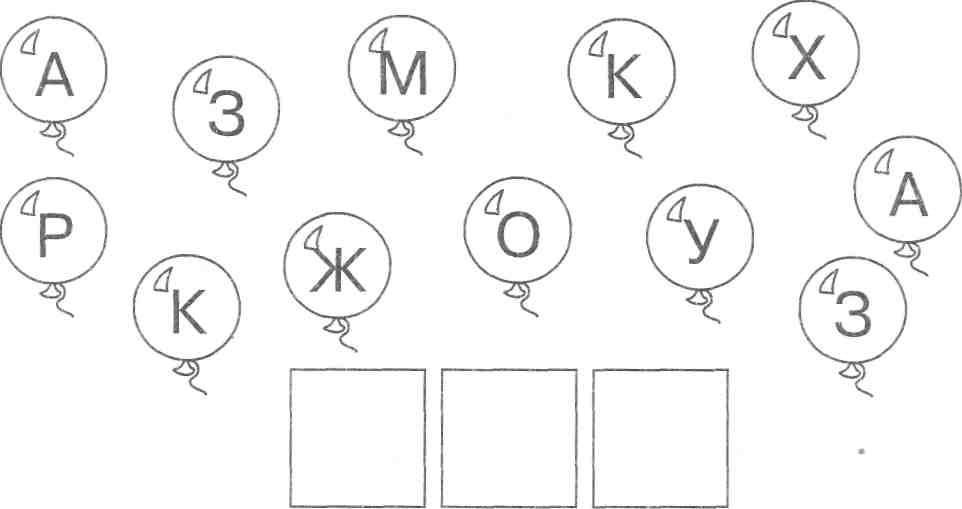 А З М К Х
Р К Ж О У А З